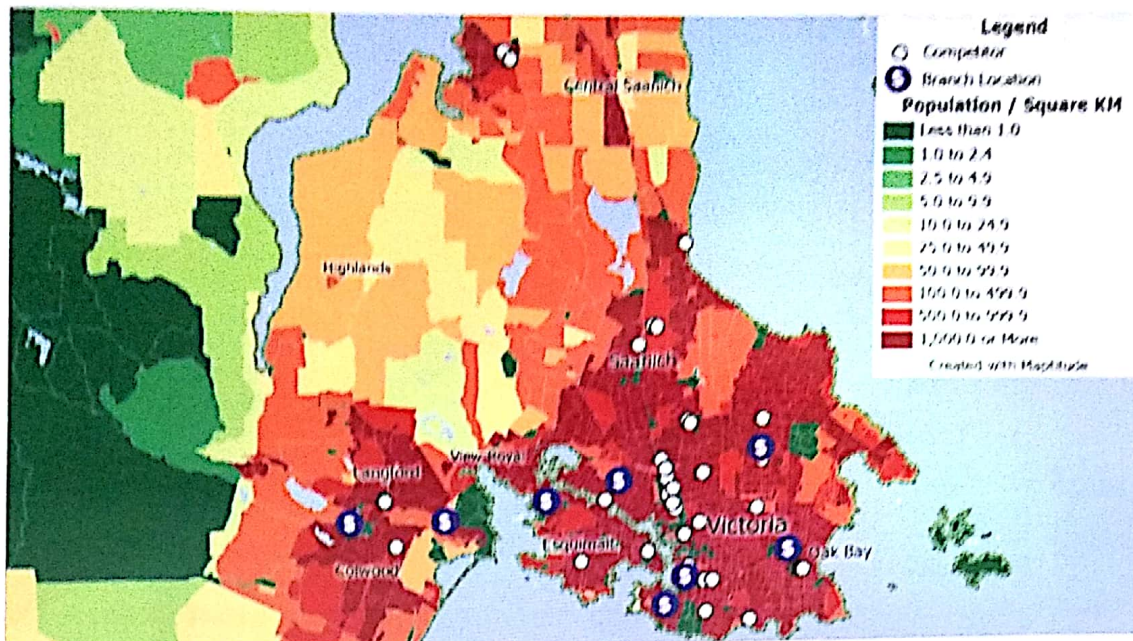 Legend
Competitor
Branch Location
Population / Square KM
Less than 1.0
1.0 to 2.4
2.5 to 4.9
5.0 to 9.9
10.0 to 24.9
25.0 to 49.9
50.0 to 99.9
100.0 to 499.9
500.0 to 999.9
1,000.0 or More
Created with Maptitude
Central Saanich
Highlands
Saanich
View Royal
Langford
Victoria
Esquimalt
Oak Bay
Colwood
$
$
$
$
$
$
$
$
$